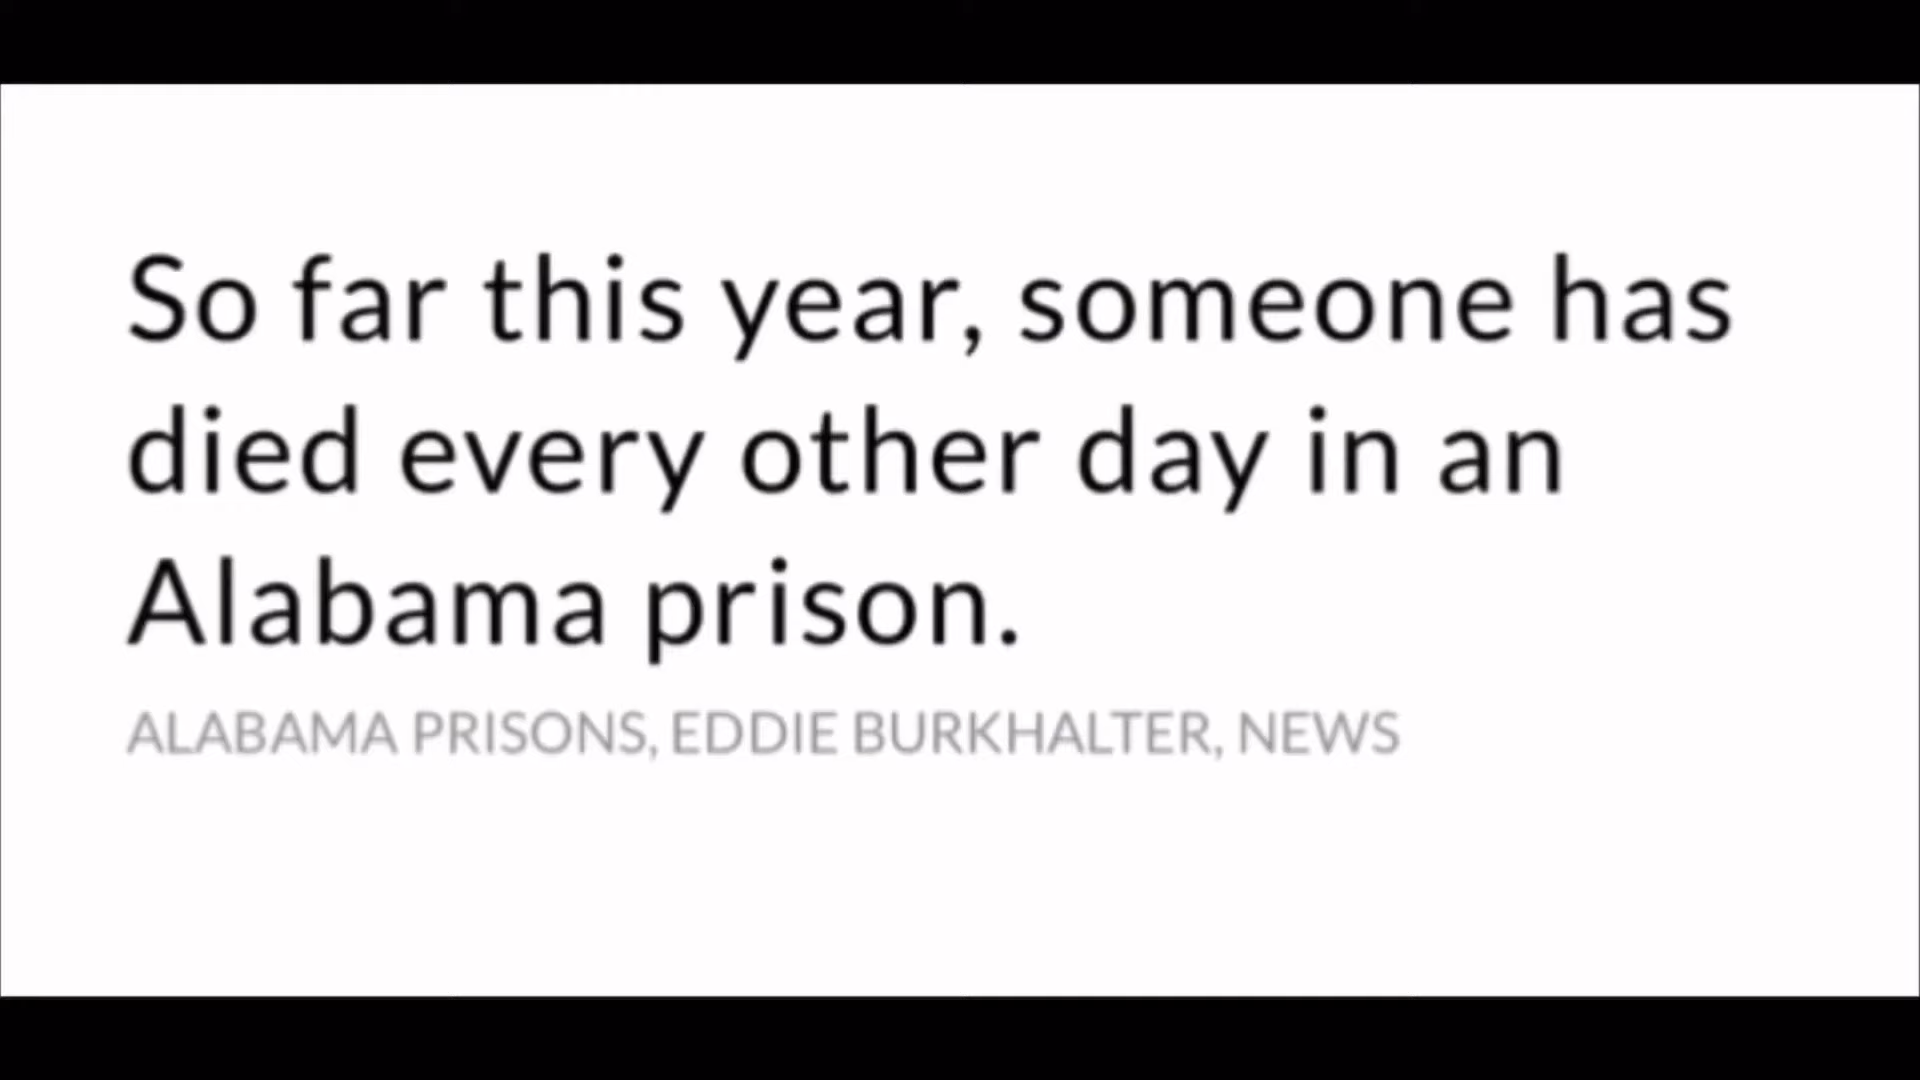 So far this year, someone has
died every other day in an
Alabama prison.
ALABAMA PRISONS, EDDIE BURKHALTER, NEWS